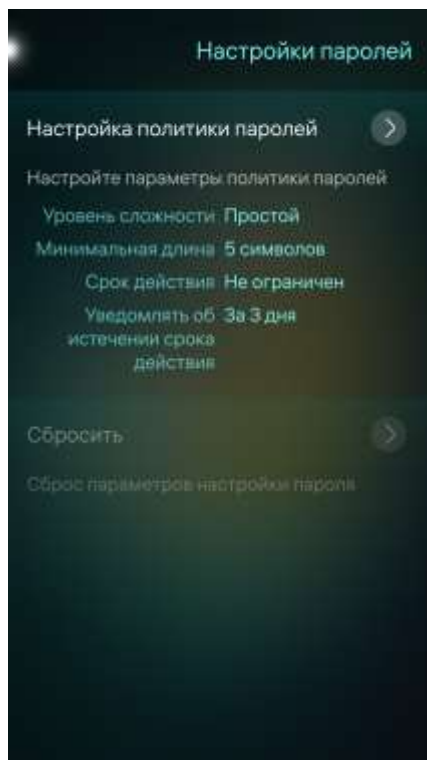 Настройки паролей
Настройка политики паролей
Настройте параметры политики паролей
Уровень сложности Простой
Минимальная длина 5 символов
Срок действия Не ограничен
Уведомлять об За 3 дня
истечении срока
действия
Сбросить
Сброс параметров настройки пароля